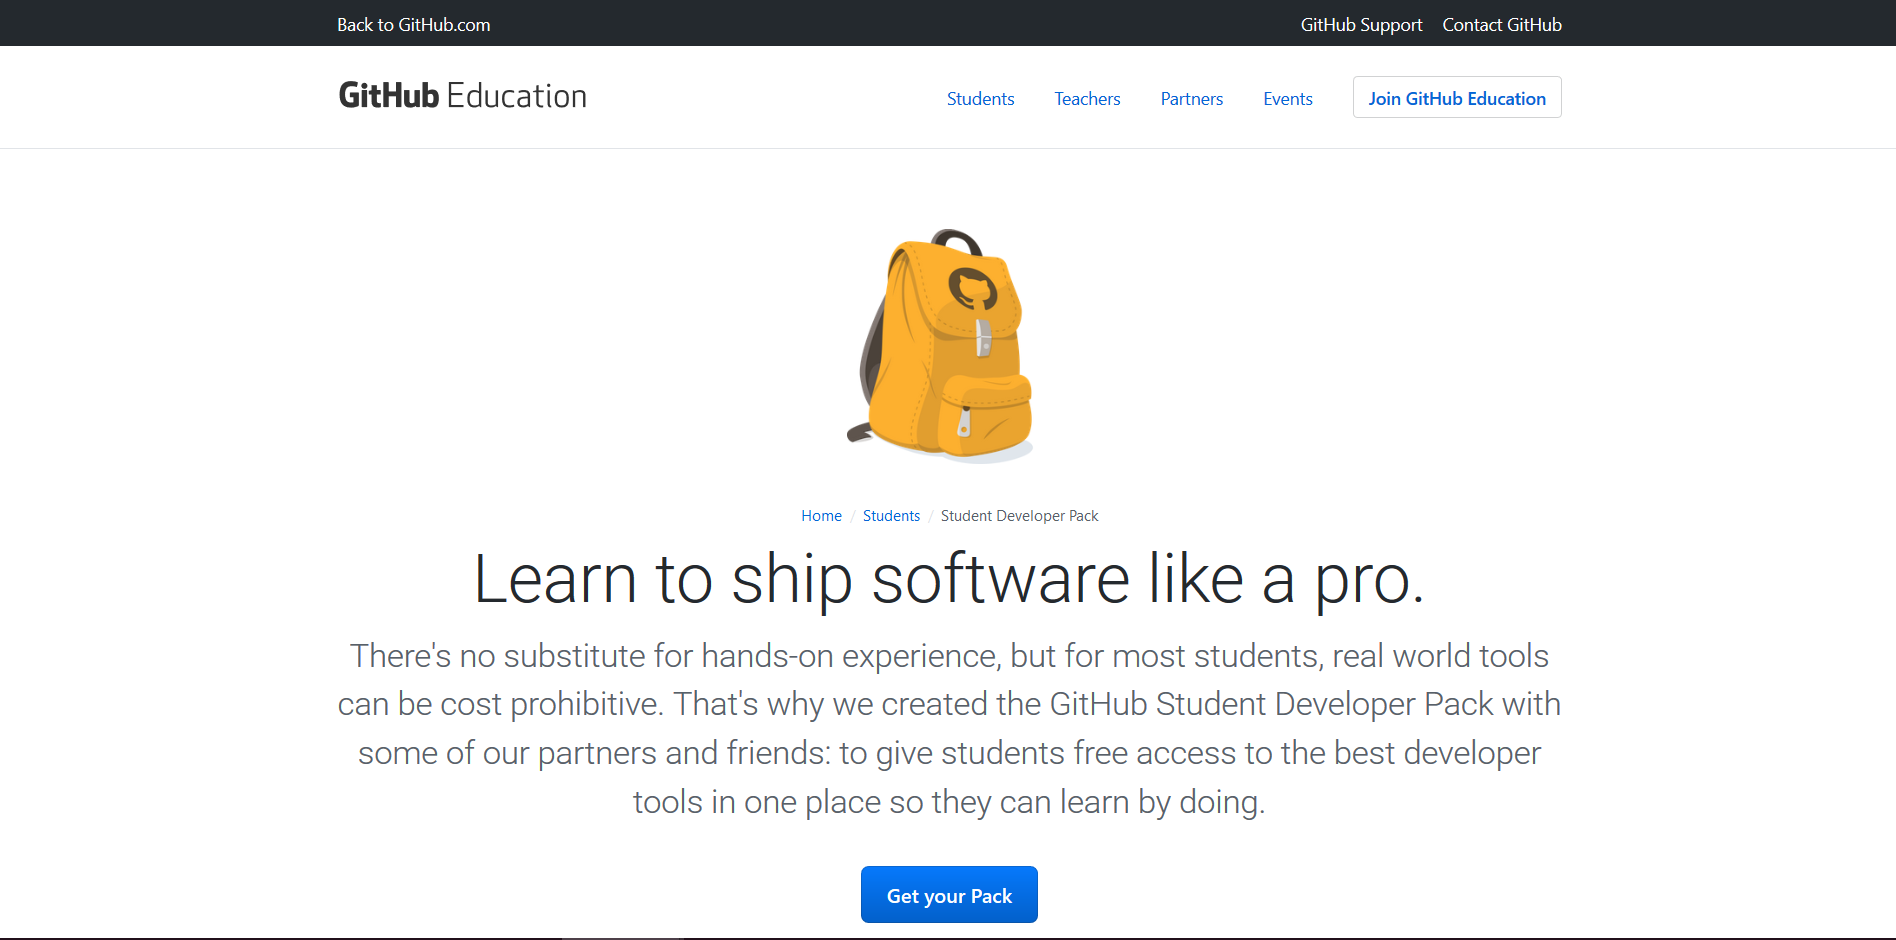 Back to GitHub.com GitHub Support Contact GitHub
GitHub Education Students Teachers Partners Events Join GitHub Education
Home / Students / Student Developer Pack
Learn to ship software like a pro.
There's no substitute for hands-on experience, but for most students, real world tools
can be cost prohibitive. That's why we created the GitHub Student Developer Pack with
some of our partners and friends: to give students free access to the best developer
tools in one place so they can learn by doing.
Get your Pack